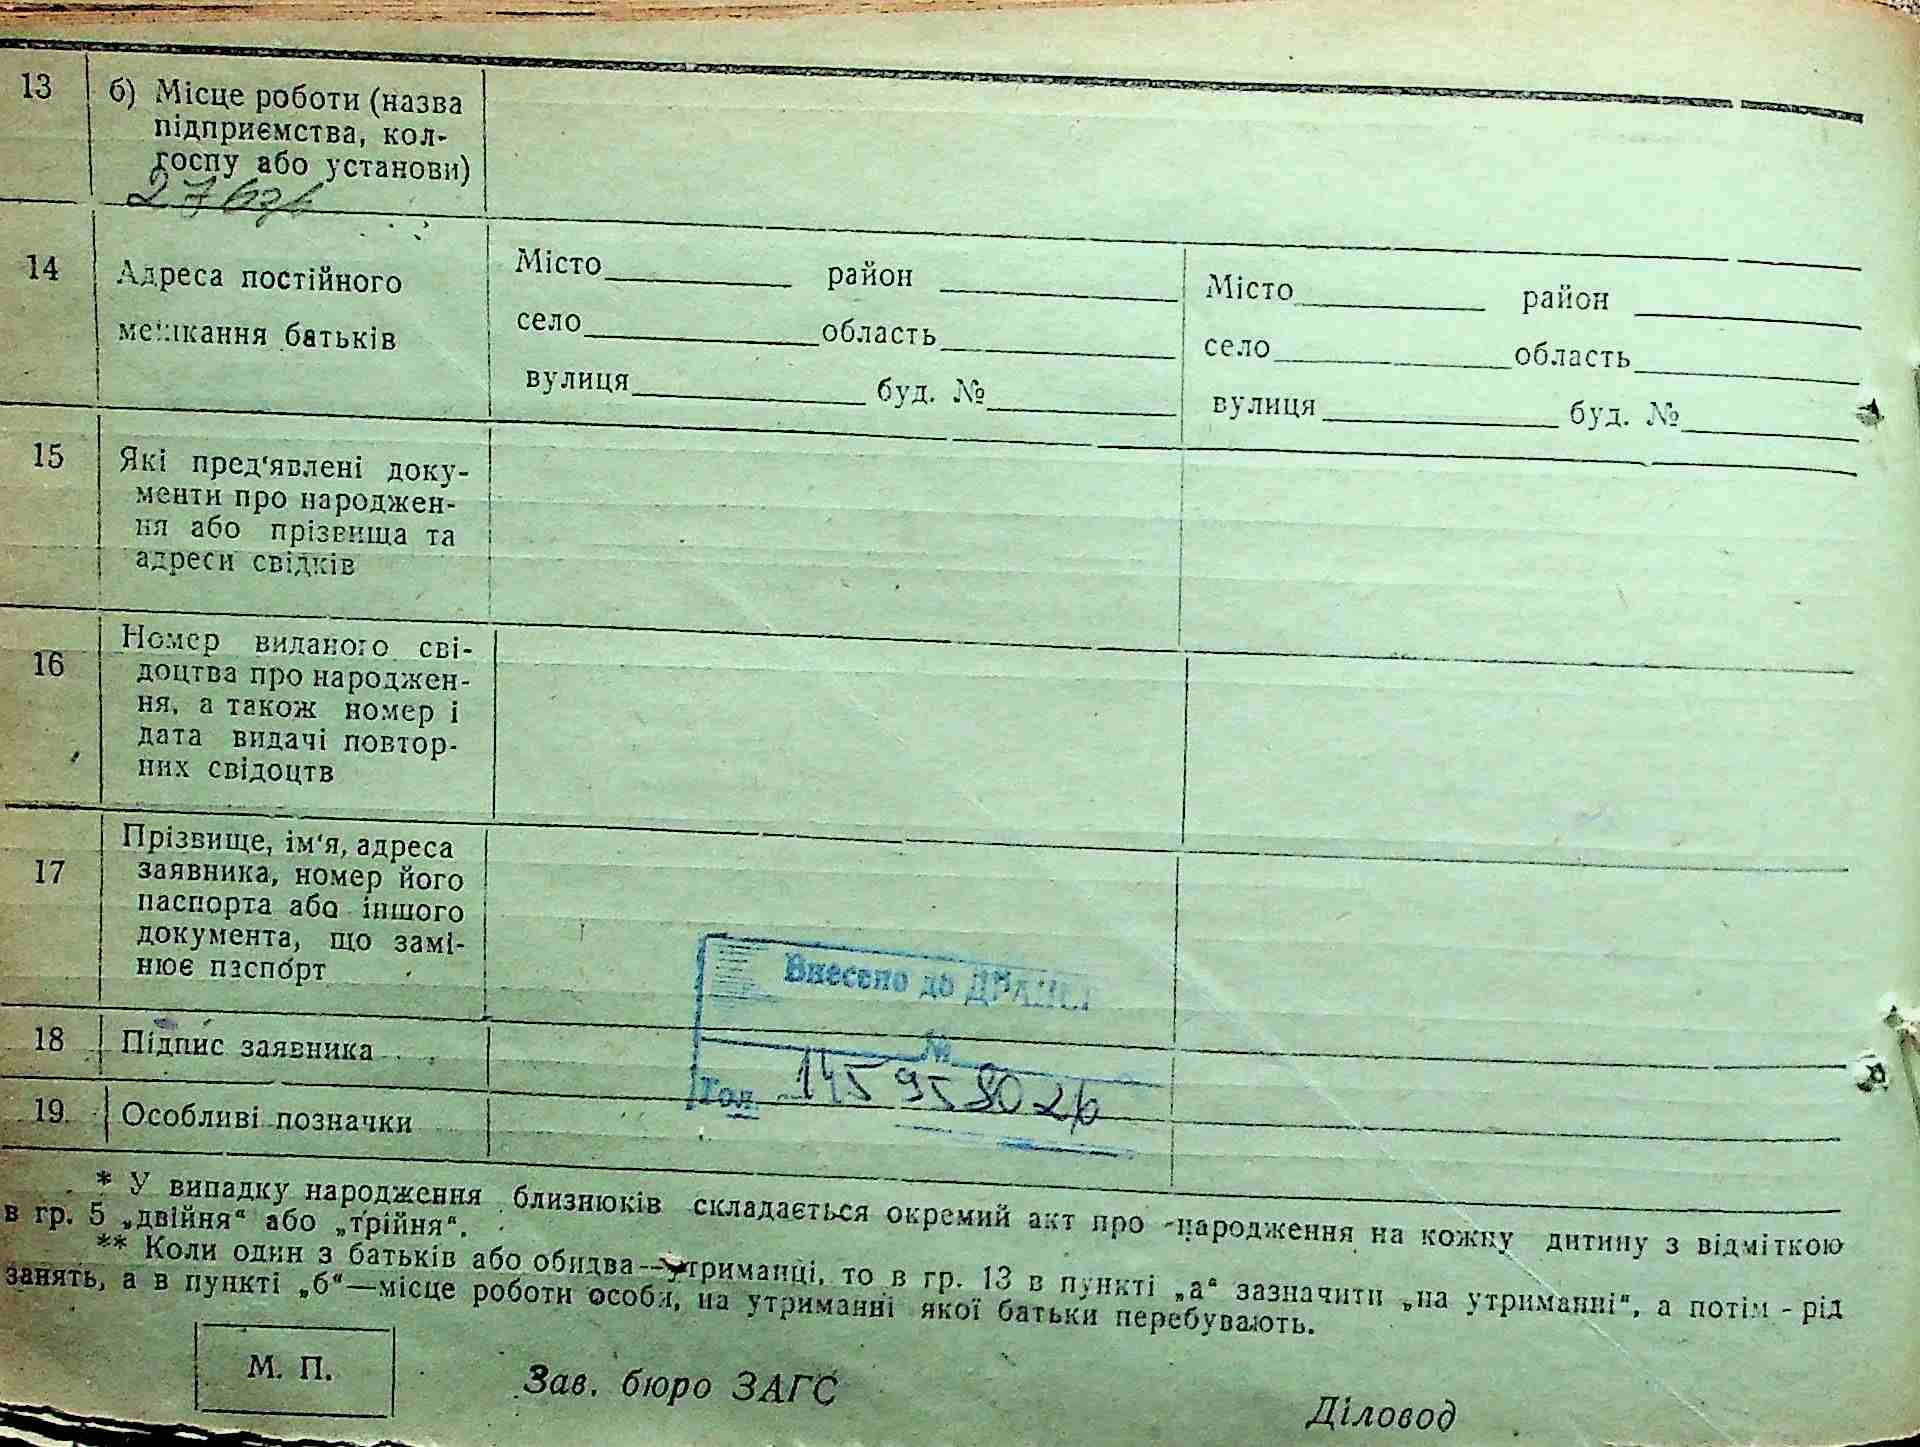 13
б) Місце роботи (назва
підприємства, кол-
госпу або установи)
14
Адреса постійного
мешкання батьків
Місто район
село область
вулиця буд. №
Місто район
село область
вулиця буд. №
15
Які пред'явлені доку-
менти про народжен-
ня або прізвища та
адреси свідків
16
Номер виданого сві-
доцтва про народжен-
ня, а також номер і
дата видачі повтор-
них свідоцтв
17
Прізвище, ім'я, адреса
заявника, номер його
паспорта або іншого
документа, що замі-
нює паспорт
Внесено до ДРАЦСГ
№
18
Підпис заявника
19.
Особливі позначки
* У випадку народження близнюків складається окремий акт про народження на кожну дитину з відміткою
в гр. 5 „двійня“ або „трійня“.
** Коли один з батьків або обидва—утриманці, то в гр. 13 в пункті „а“ зазначити „на утриманні“, а потім - рід
занять, а в пункті „б“—місце роботи особи, на утриманні якої батьки перебувають.
М. П.
Зав. бюро ЗАГС
Діловод